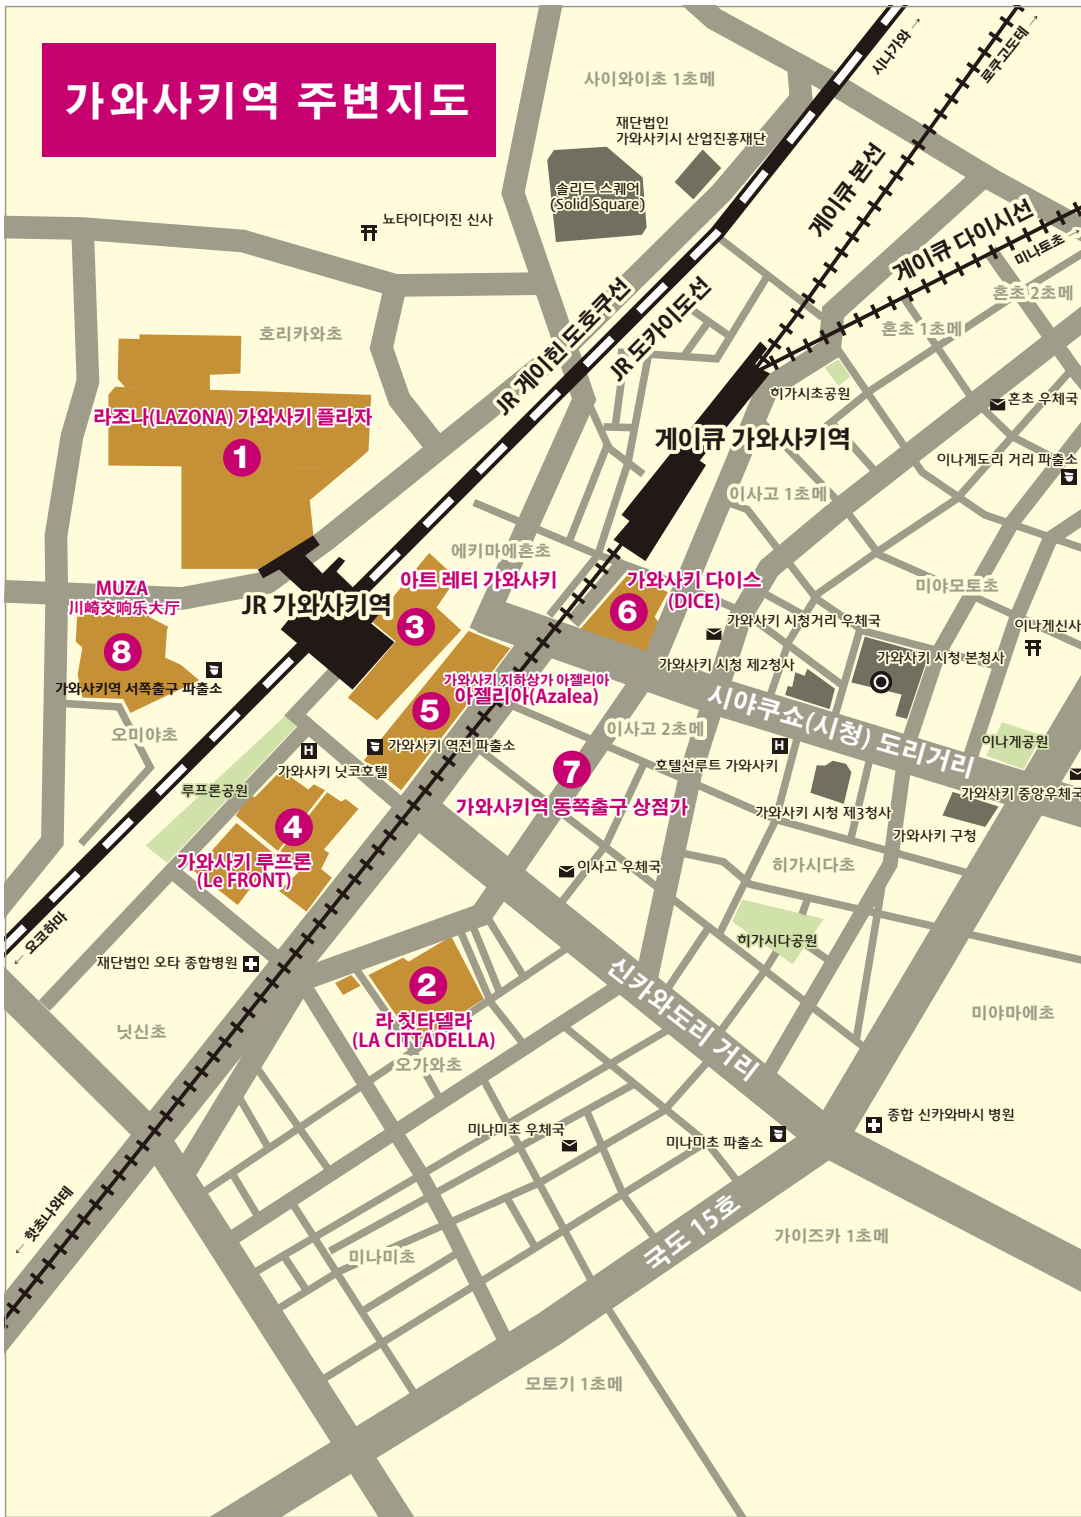 가와사키역 주변지도
사이와이초 1초메
시나가와 →
로쿠고도테 →
재단법인
가와사키시 산업진흥재단
솔리드 스퀘어
(Solid Square)
게이큐 본선
뇨타이다이진 신사
게이큐 다이시선
미나토초 →
혼초 2초메
혼초 1초메
호리카와초
JR 게이힌 도호쿠선
JR 도카이도선
히가시초공원
혼초 우체국
라조나(LAZONA) 가와사키 플라자
1
게이큐 가와사키역
이나게도리 거리 파출소
이사고 1초메
에키마에혼초
MUZA
川崎交响乐大厅
8
JR 가와사키역
아트 레티 가와사키
3
가와사키 다이스
(DICE)
6
미야모토초
가와사키 시청거리 우체국
이나게신사
가와사키 시청 제2청사
가와사키 시청 본청사
가와사키역 서쪽출구 파출소
가와사키 지하상가 아젤리아
아젤리아(Azalea)
5
시야쿠쇼(시청) 도리거리
오미야초
이사고 2초메
이나게공원
가와사키 역전 파출소
H
가와사키 닛코호텔
7
가와사키역 동쪽출구 상점가
H
호텔선루트 가와사키
루프론공원
가와사키 중앙우체국
가와사키 시청 제3청사
가와사키 구청
4
가와사키 루프론
(Le FRONT)
이사고 우체국
히가시다초
← 요코하마
히가시다공원
재단법인 오타 종합병원
2
라 칫타델라
(LA CITTADELLA)
신카와도리 거리
닛신초
오가와초
미야마에초
미나미초 우체국
미나미초 파출소
종합 신카와바시 병원
← 핫초나와테
국도 15호
미나미초
가이즈카 1초메
모토기 1초메